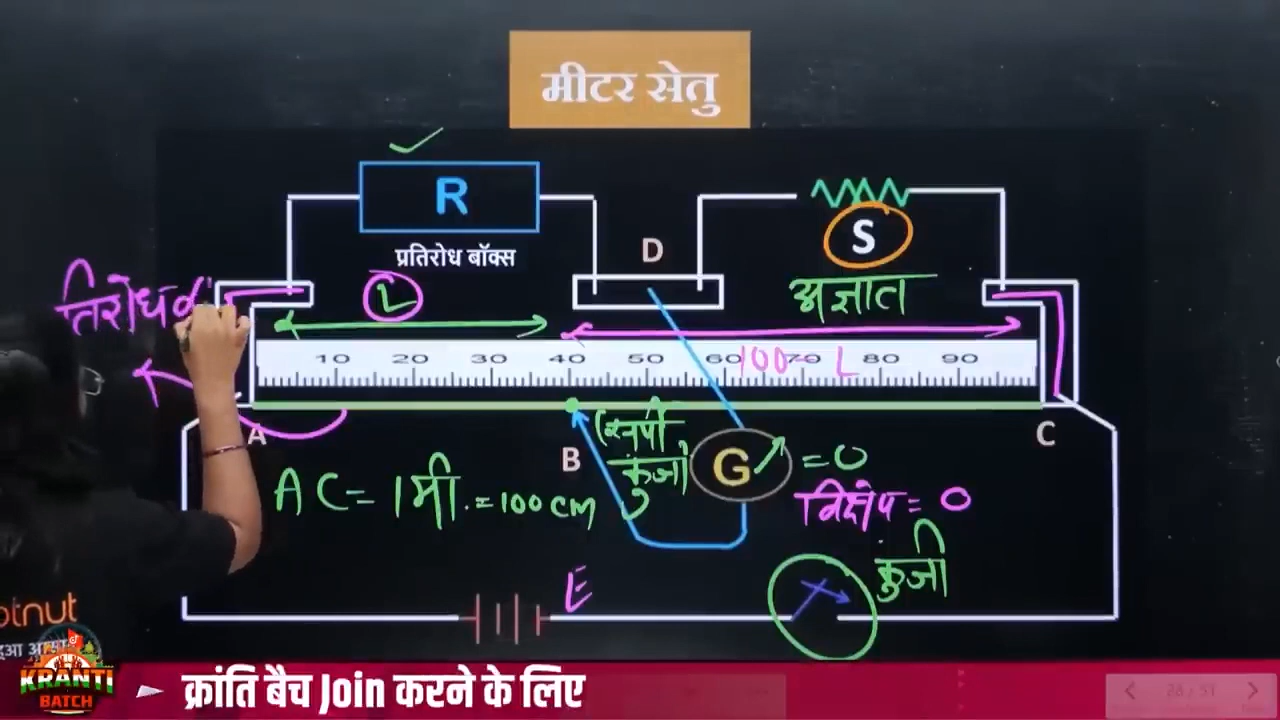 मीटर सेतु
R
प्रतिरोध बॉक्स
D
S
अज्ञात
L
10 20 30 40 50 60 70 80 90
100 - L
A
B
C
सर्पी
कुंजी
G
= 0
विक्षेप = 0
AC = 1मी. = 100 cm
कुंजी
E
otnut
KRANTI
BATCH
क्रांति बैच Join करने के लिए